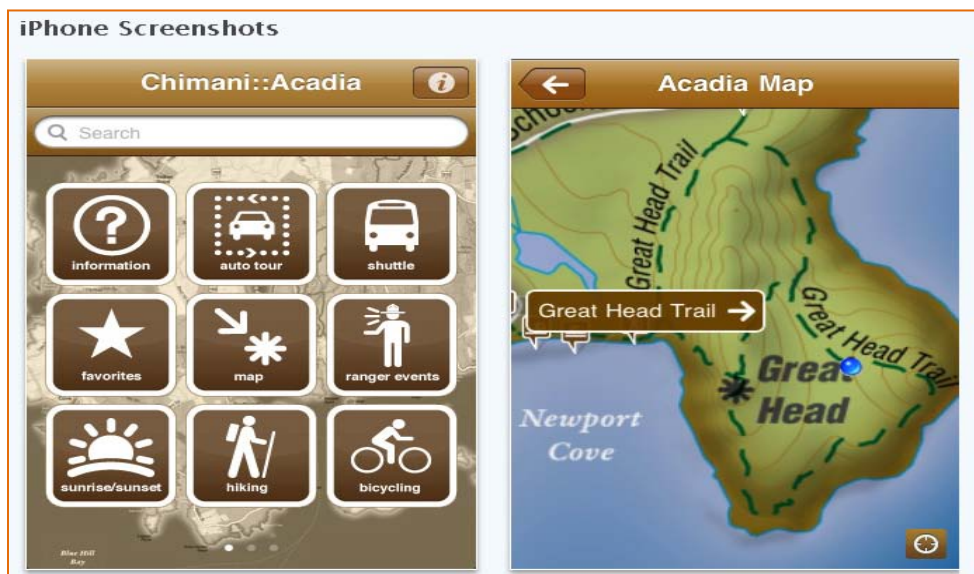 iPhone Screenshots
Chimani::Acadia
Search
information
auto tour
shuttle
favorites
map
ranger events
sunrise/sunset
hiking
bicycling
Blue Hill
Bay
Acadia Map
Great Head Trail
Great Head Trail
Great Head Trail
Great
Head
Newport
Cove